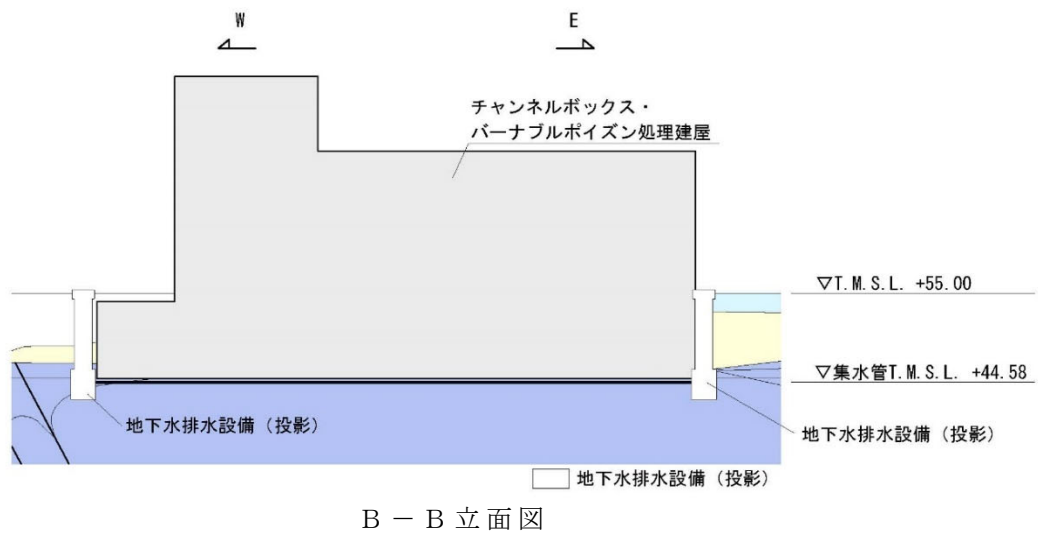 W
E
チャンネルボックス・
バーナブルポイズン処理建屋
▽T.M.S.L. +55.00
▽集水管T.M.S.L. +44.58
地下水排水設備(投影)
地下水排水設備(投影)
地下水排水設備(投影)
B-B立面図